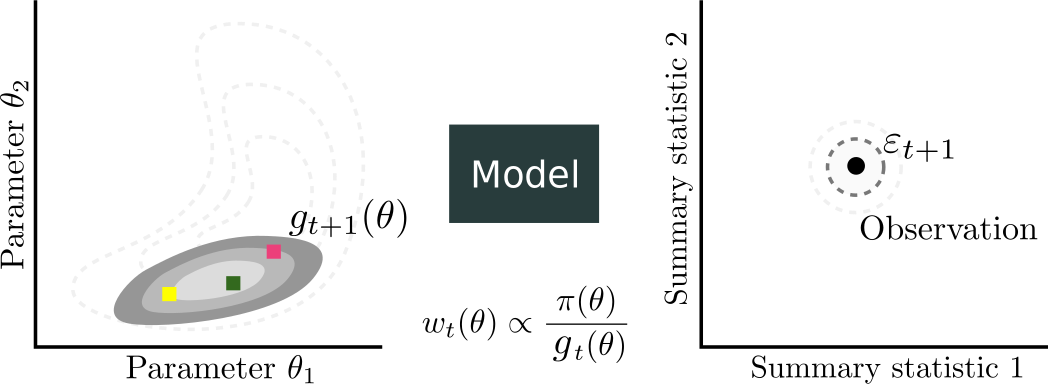 Parameter θ₂
g_{t+1}(θ)
Parameter θ₁
Model
w_t(θ) ∝ π(θ) / g_t(θ)
Summary statistic 2
ε_{t+1}
Observation
Summary statistic 1